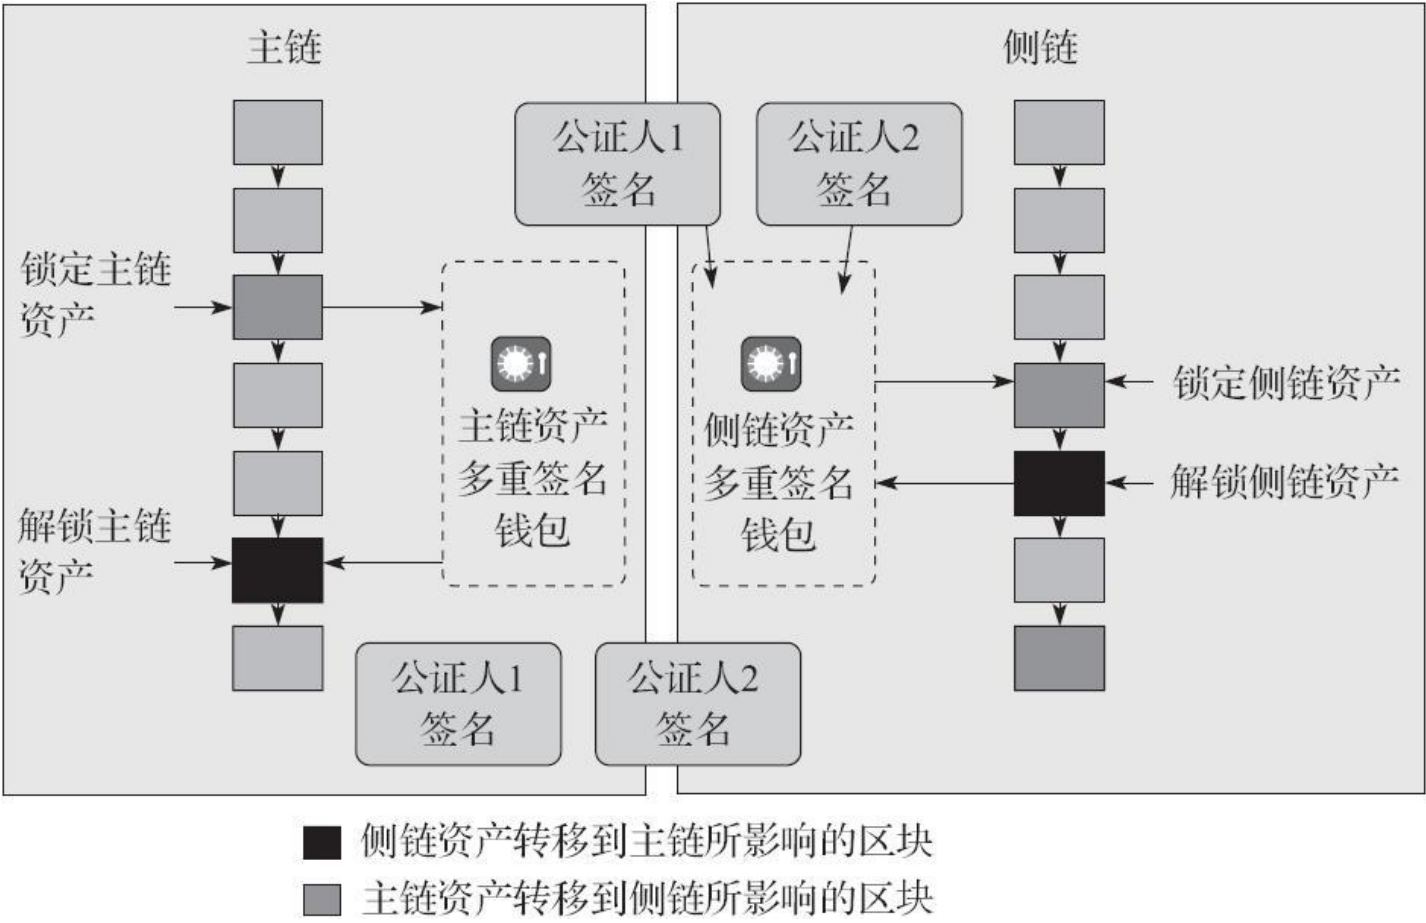 主链
侧链
公证人1
签名
公证人2
签名
锁定主链
资产
主链资产
多重签名
钱包
侧链资产
多重签名
钱包
锁定侧链资产
解锁侧链资产
解锁主链
资产
公证人1
签名
公证人2
签名
侧链资产转移到主链所影响的区块
主链资产转移到侧链所影响的区块